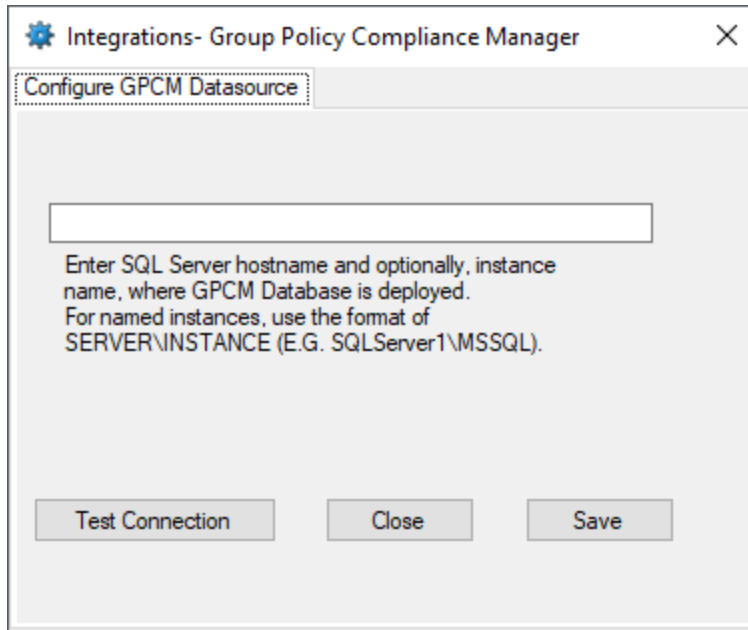 Integrations- Group Policy Compliance Manager
Configure GPCM Datasource
Enter SQL Server hostname and optionally, instance
name, where GPCM Database is deployed.
For named instances, use the format of
SERVER\INSTANCE (E.G. SQLServer1\MSSQL).
Test Connection Close Save